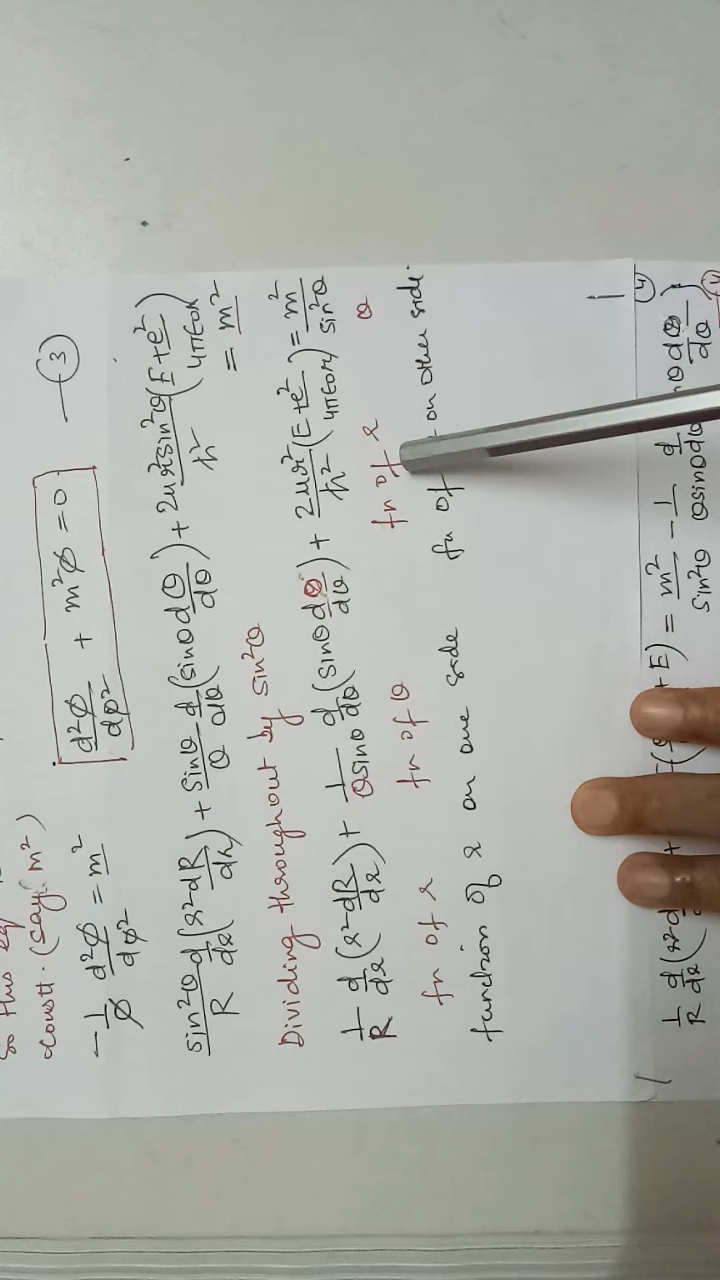 So this eq
constt. (say m²)
-1/Φ d²Φ/dφ² = m²
d²Φ/dφ² + m²Φ = 0 —(3)
sin²θ/R d/dr (r² dR/dr) + sinθ/Θ d/dθ (sinθ dΘ/dθ) + 2μr²sin²θ/ħ² (E + e²/4πε₀r) = m²
Dividing throughout by sin²θ
1/R d/dr (r² dR/dr) + 1/Θsinθ d/dθ (sinθ dΘ/dθ) + 2μr²/ħ² (E + e²/4πε₀r) = m²/sin²θ
fn of r fn of θ fn of r θ
function of r on one side fn of on other side.
1/R d/dr (r² d + E) = m²/sin²θ - 1/Θsinθ d/dθ θ dΘ/dθ) (4)